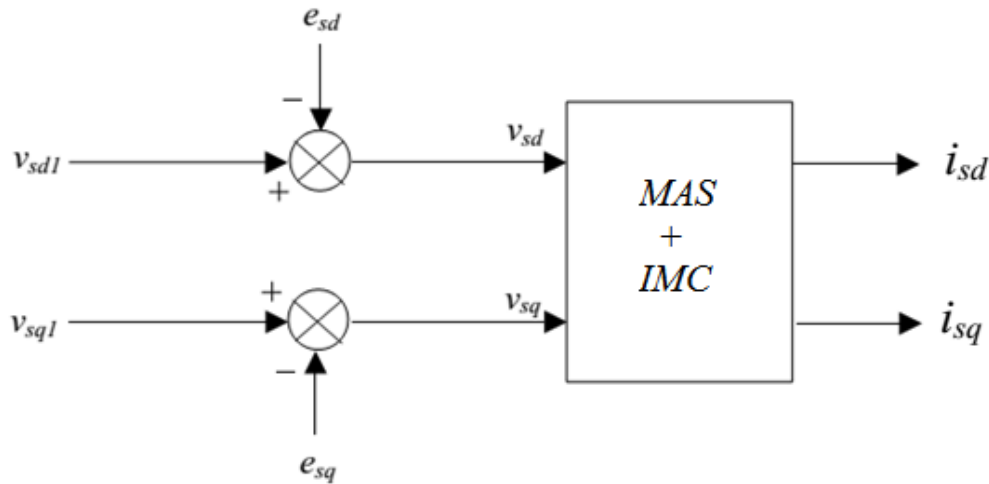 e_sd
−
v_sd1
+
v_sd
i_sd
MAS
+
IMC
+
v_sq1
v_sq
i_sq
−
e_sq